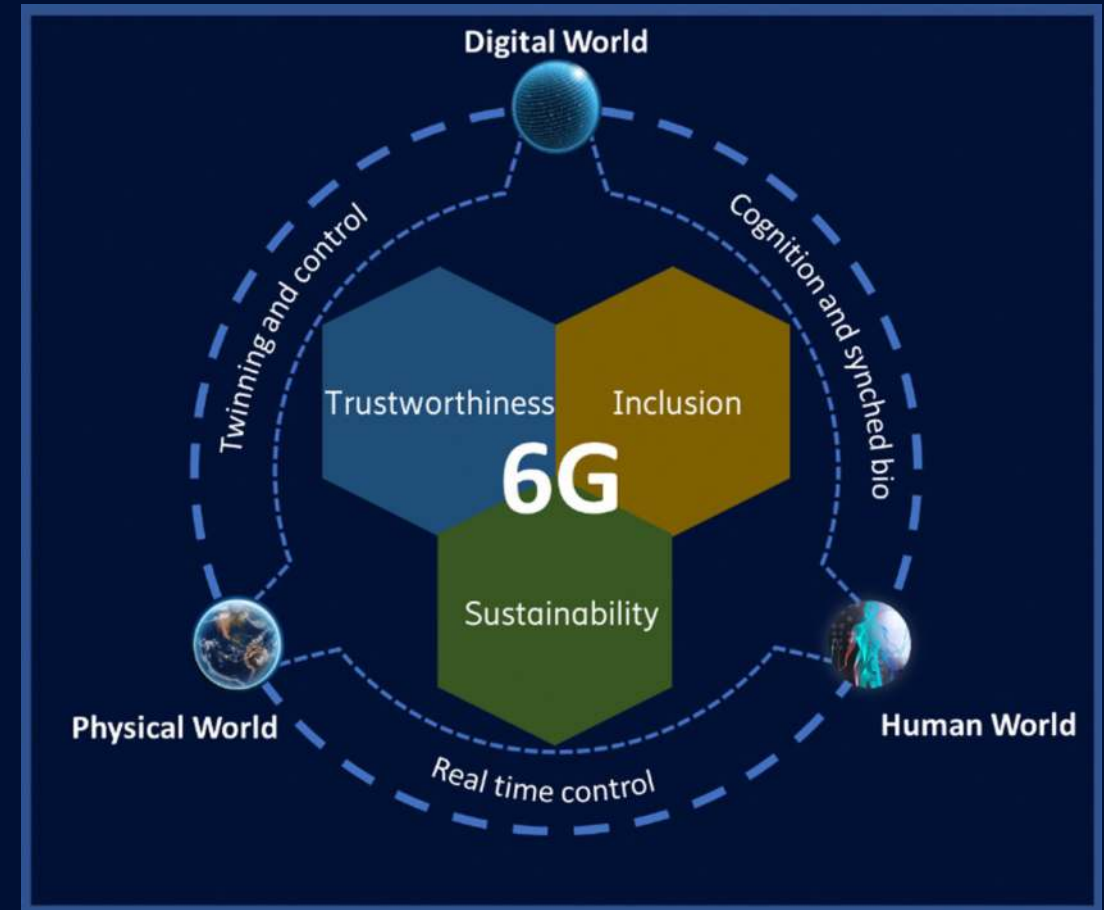 Digital World
Twinning and control
Cognition and synched bio
Trustworthiness
Inclusion
6G
Sustainability
Physical World
Human World
Real time control